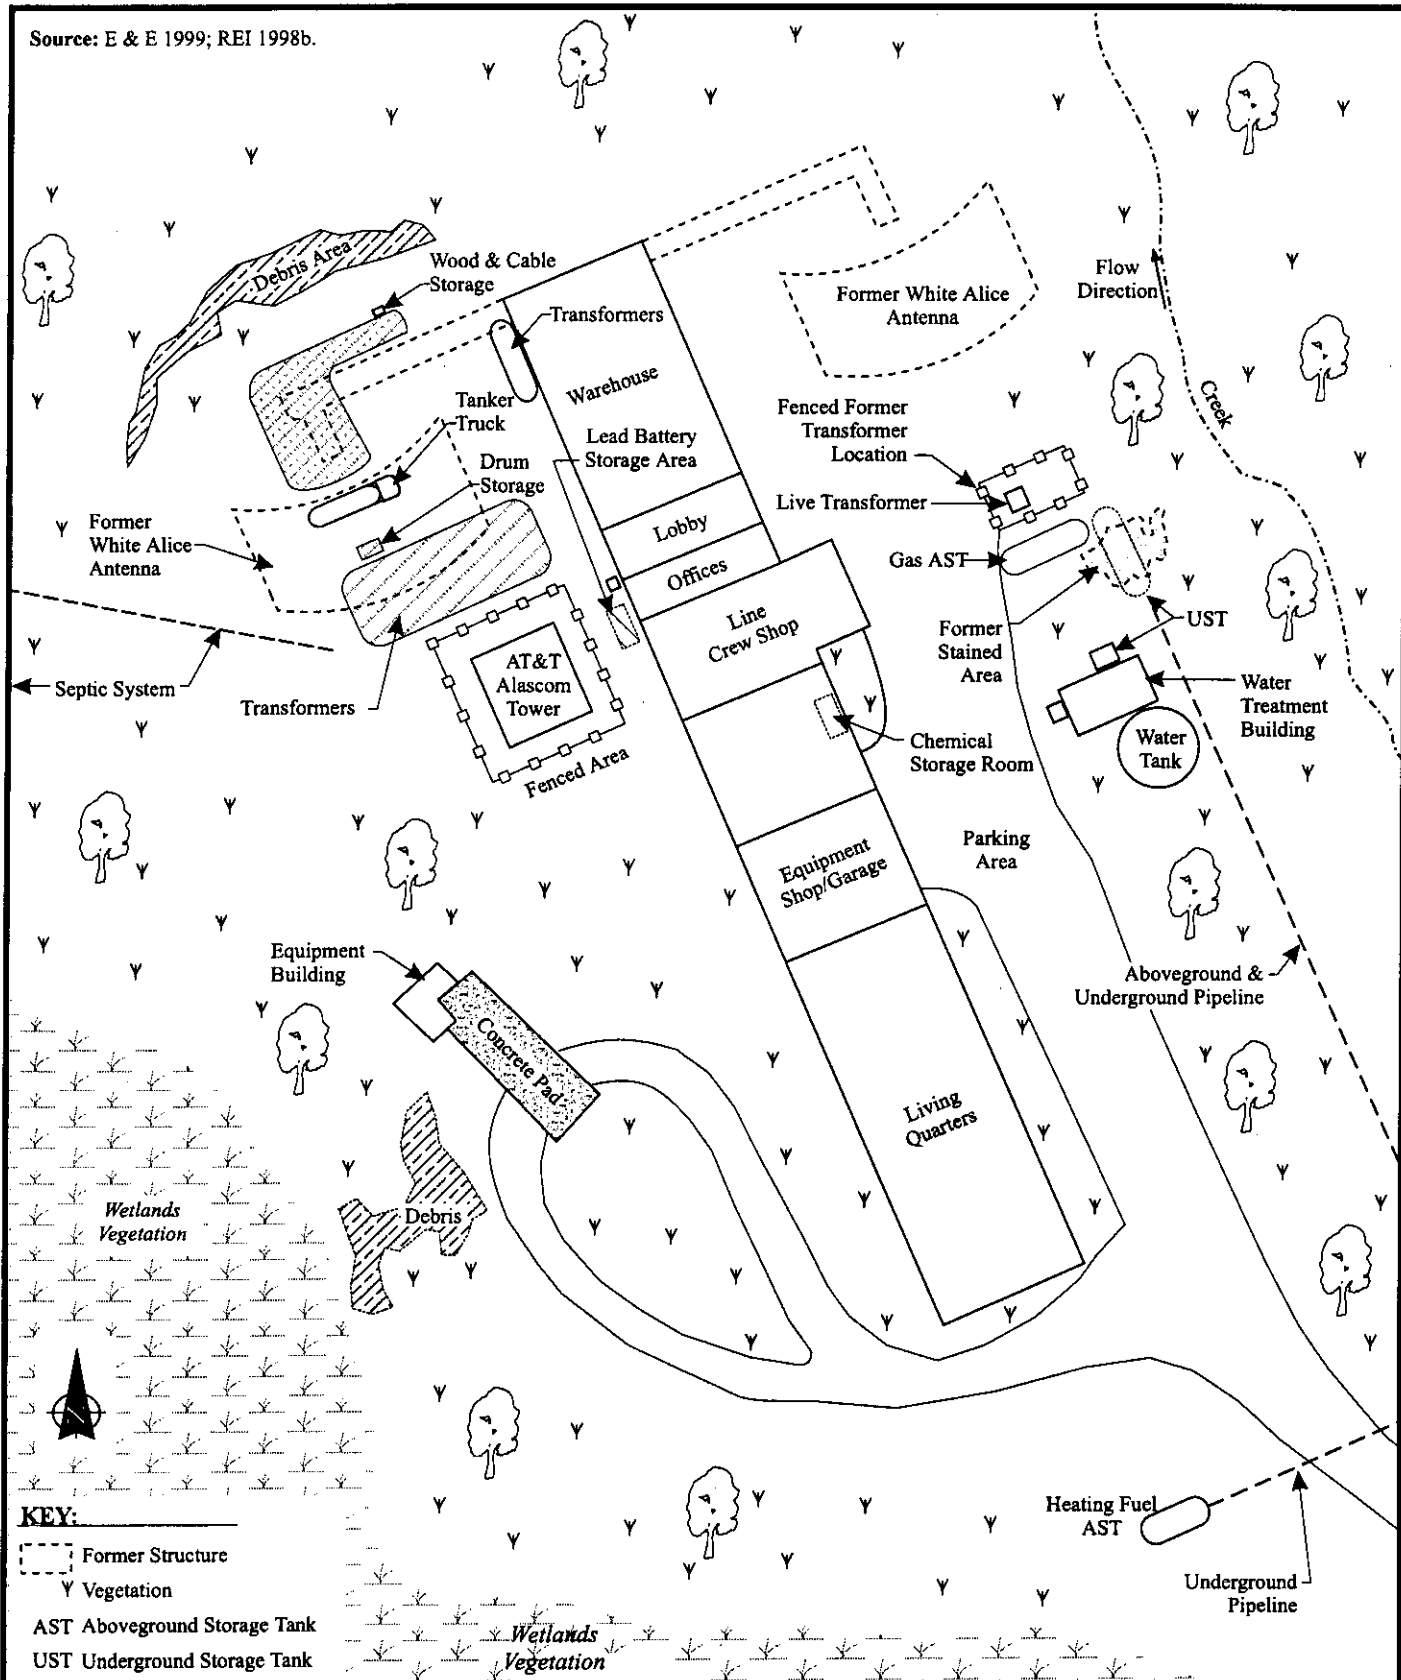 Source: E & E 1999; REI 1998b.
Debris Area
Wood & Cable
Storage
Transformers
Former White Alice
Antenna
Flow
Direction
Creek
Warehouse
Tanker
Truck
Lead Battery
Storage Area
Fenced Former
Transformer
Location
Drum
Storage
Live Transformer
Former
White Alice
Antenna
Lobby
Offices
Gas AST
Line
Crew Shop
Former
Stained
Area
UST
Septic System
Transformers
AT&T
Alascom
Tower
Fenced Area
Water
Treatment
Building
Water
Tank
Chemical
Storage Room
Equipment
Shop/Garage
Parking
Area
Equipment
Building
Concrete Pad
Aboveground &
Underground Pipeline
Living
Quarters
Wetlands
Vegetation
Debris
Heating Fuel
AST
Underground
Pipeline
KEY:
Former Structure
Vegetation
AST Aboveground Storage Tank
UST Underground Storage Tank
Wetlands
Vegetation